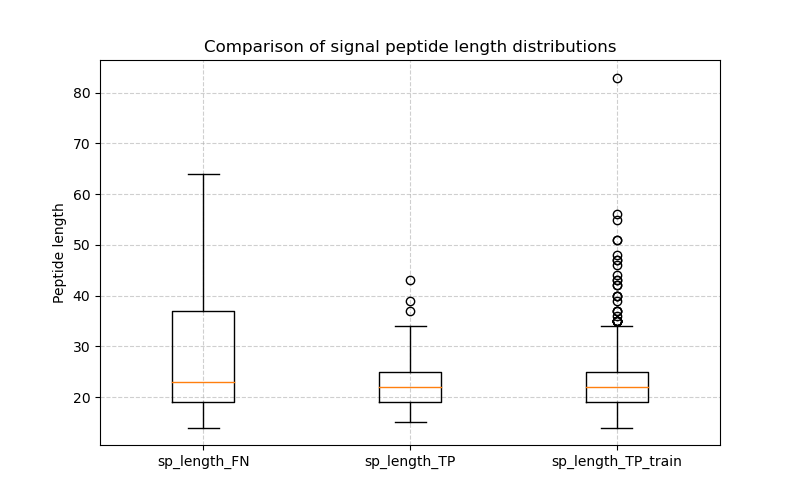 Comparison of signal peptide length distributions
80
70
60
50
40
30
20
Peptide length
sp_length_FN
sp_length_TP
sp_length_TP_train